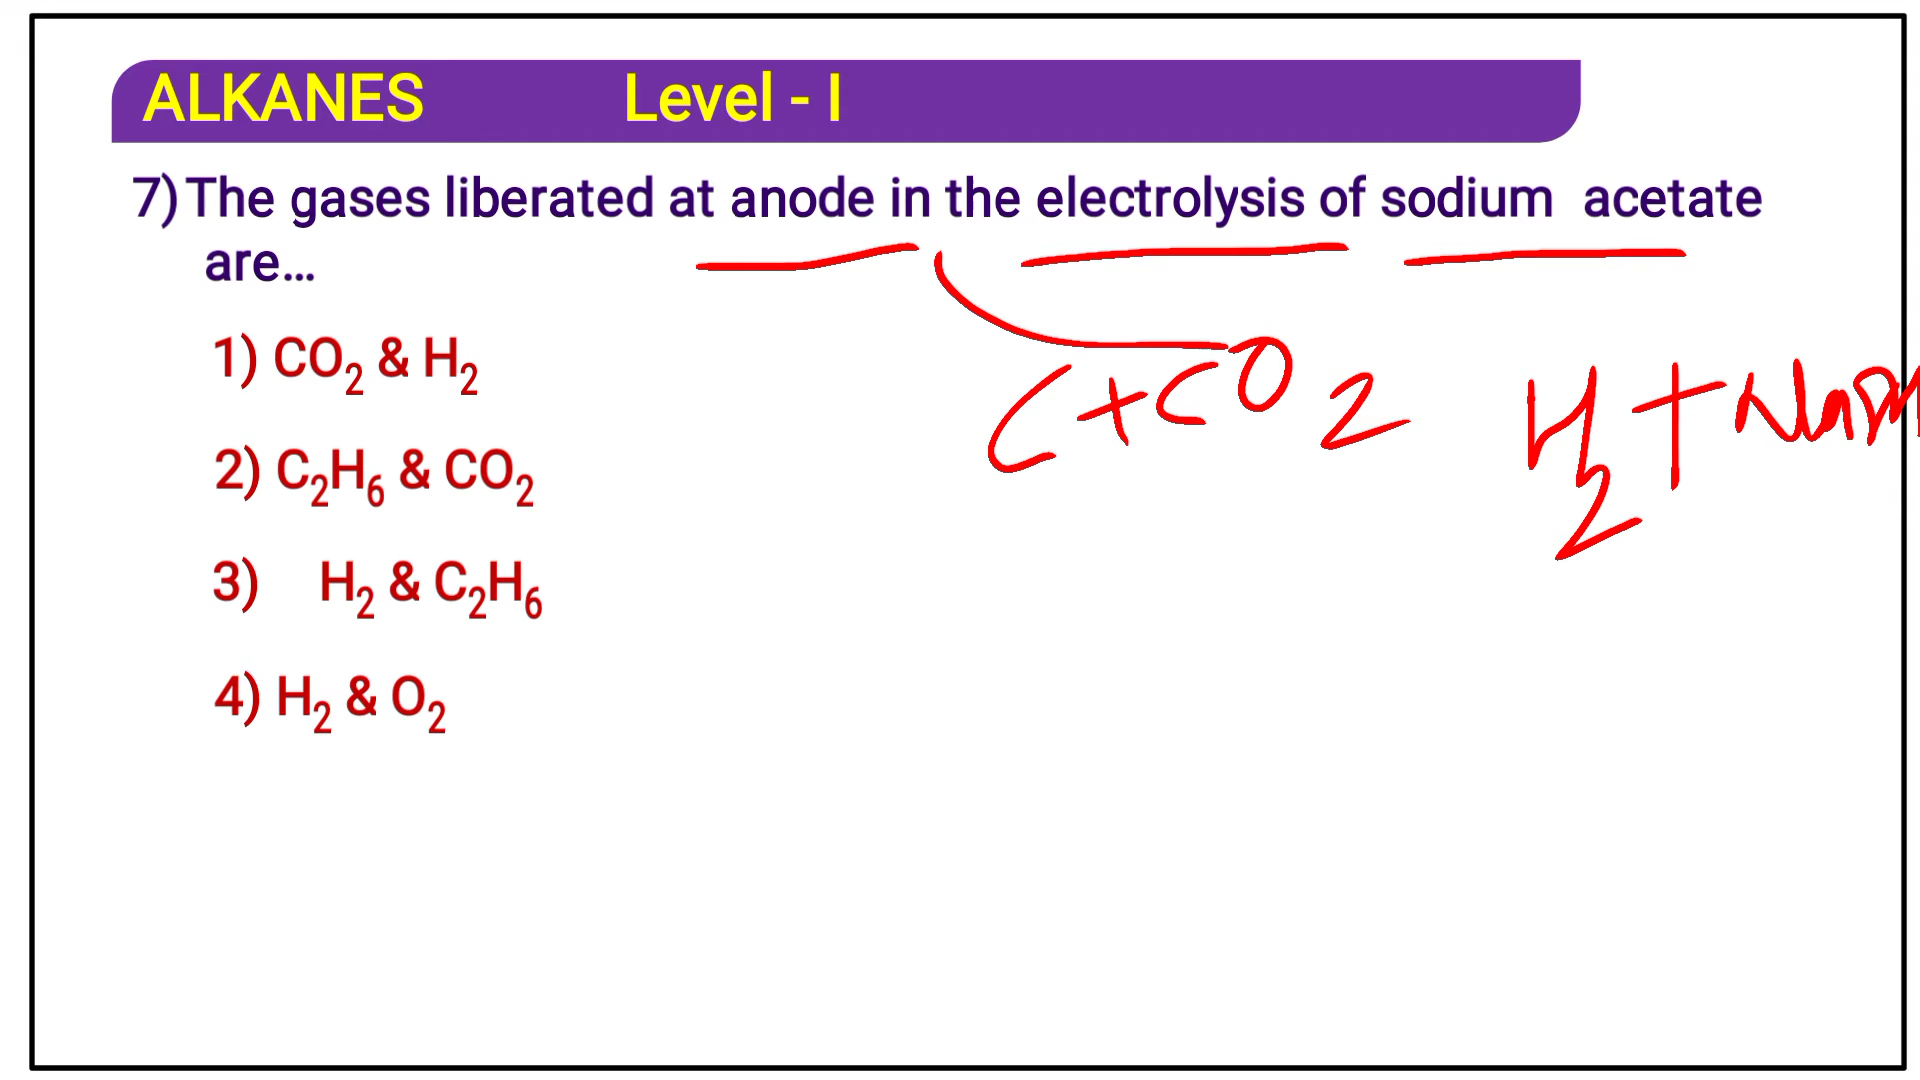 ALKANES Level - I
7) The gases liberated at anode in the electrolysis of sodium acetate
are...
1) CO2 & H2
2) C2H6 & CO2
3) H2 & C2H6
4) H2 & O2
C + CO2 H2 +